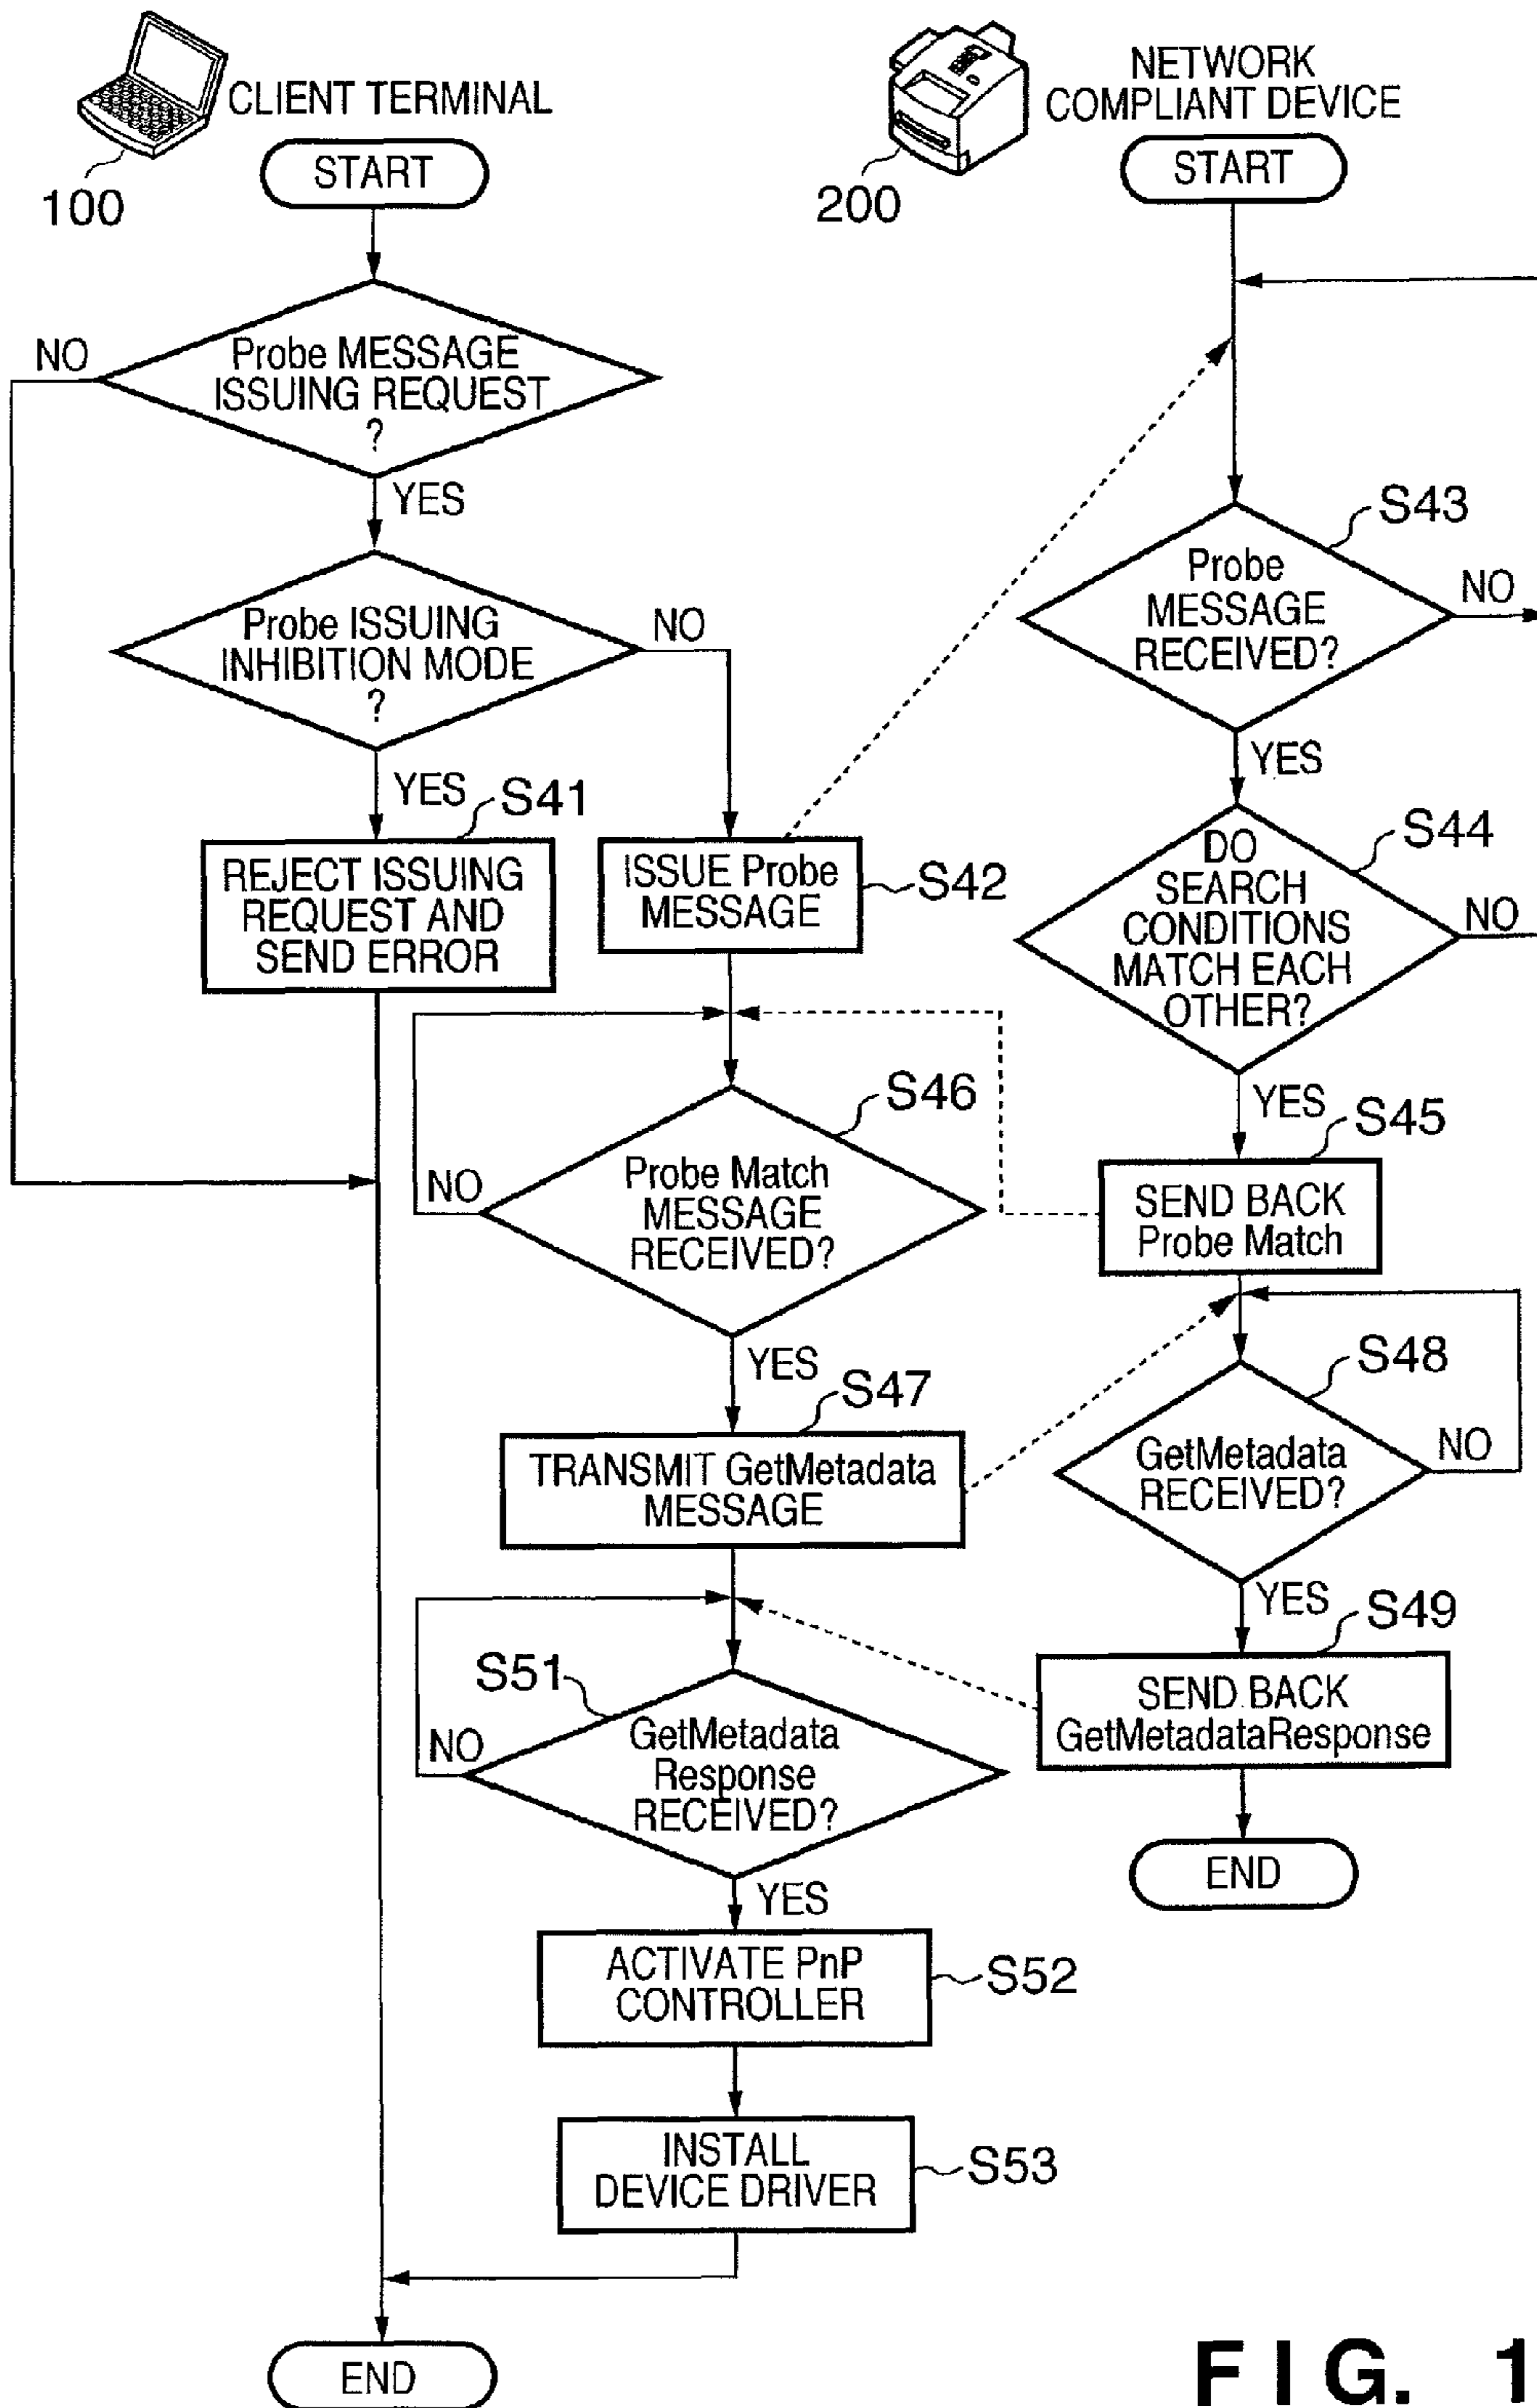 CLIENT TERMINAL
100
START
NETWORK
COMPLIANT DEVICE
200
START
Probe MESSAGE
ISSUING REQUEST
?
NO
YES
Probe ISSUING
INHIBITION MODE
?
NO
YES
S41
REJECT ISSUING
REQUEST AND
SEND ERROR
ISSUE Probe
MESSAGE
S42
S43
Probe
MESSAGE
RECEIVED?
NO
YES
S44
DO
SEARCH
CONDITIONS
MATCH EACH
OTHER?
NO
YES
S45
SEND BACK
Probe Match
S46
Probe Match
MESSAGE
RECEIVED?
NO
YES
S47
TRANSMIT GetMetadata
MESSAGE
S48
GetMetadata
RECEIVED?
NO
YES
S49
SEND BACK
GetMetadataResponse
END
S51
GetMetadata
Response
RECEIVED?
NO
YES
ACTIVATE PnP
CONTROLLER
S52
INSTALL
DEVICE DRIVER
S53
END
FIG. 1